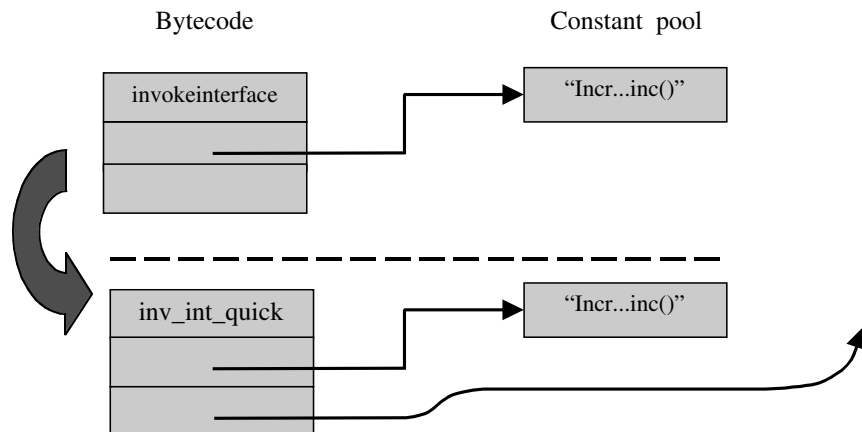 Bytecode
Constant pool
invokeinterface
“Incr...inc()”
inv_int_quick
“Incr...inc()”